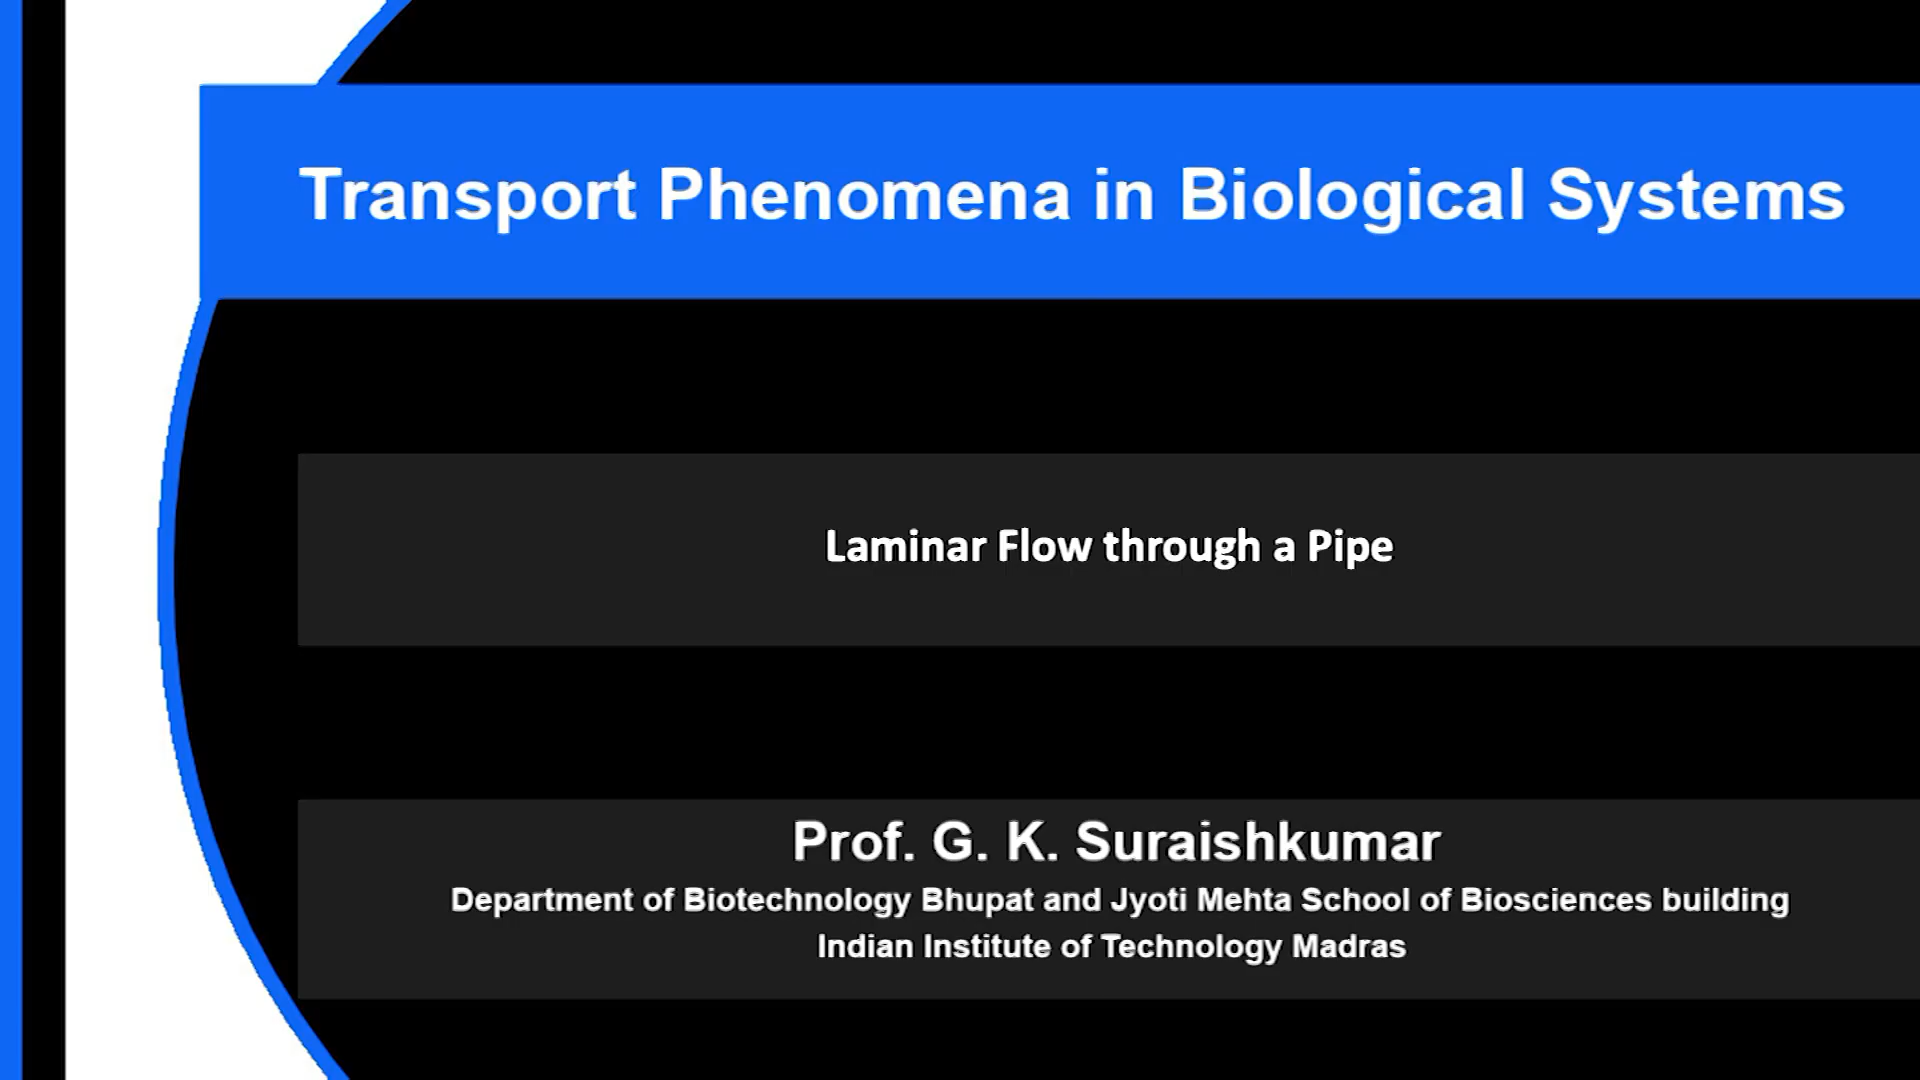 Transport Phenomena in Biological Systems
Laminar Flow through a Pipe
Prof. G. K. Suraishkumar
Department of Biotechnology Bhupat and Jyoti Mehta School of Biosciences building
Indian Institute of Technology Madras